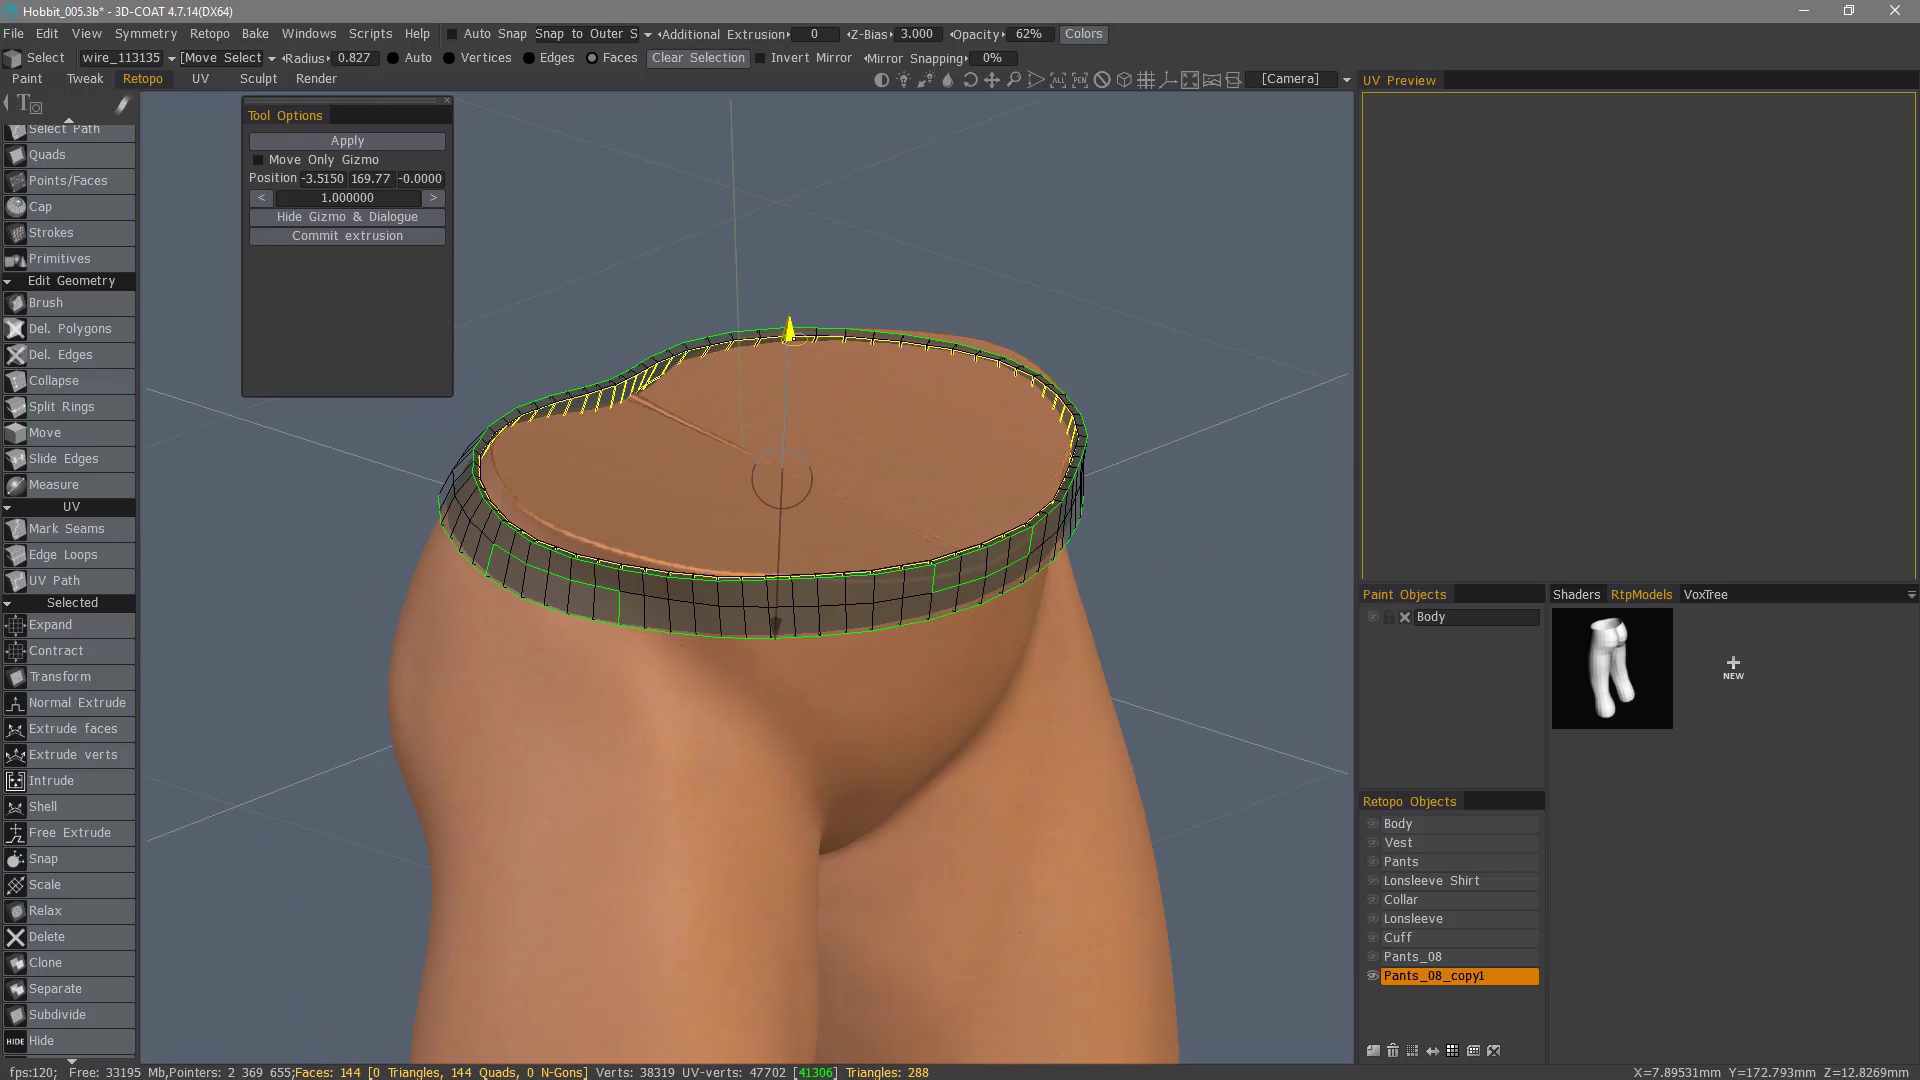 Hobbit_005.3b* - 3D-COAT 4.7.14(DX64)
File Edit View Symmetry Retopo Bake Windows Scripts Help Auto Snap Snap to Outer S Additional Extrusion 0 Z-Bias 3.000 Opacity 62% Colors
Select wire_113135 [Move Select Radius 0.827 Auto Vertices Edges Faces Clear Selection Invert Mirror Mirror Snapping 0%
Paint Tweak Retopo UV Sculpt Render [Camera] UV Preview
Tool Options
Apply
Move Only Gizmo
Position -3.5150 169.77 -0.0000
< 1.000000 >
Hide Gizmo & Dialogue
Commit extrusion
Select Path
Quads
Points/Faces
Cap
Strokes
Primitives
Edit Geometry
Brush
Del. Polygons
Del. Edges
Collapse
Split Rings
Move
Slide Edges
Measure
UV
Mark Seams
Edge Loops
UV Path
Selected
Expand
Contract
Transform
Normal Extrude
Extrude faces
Extrude verts
Intrude
Shell
Free Extrude
Snap
Scale
Relax
Delete
Clone
Separate
Subdivide
HIDE Hide
Paint Objects
Body
Shaders RtpModels VoxTree
NEW
Retopo Objects
Body
Vest
Pants
Lonsleeve Shirt
Collar
Lonsleeve
Cuff
Pants_08
Pants_08_copy1
fps:120; Free: 33195 Mb,Pointers: 2 369 655;Faces: 144 [0 Triangles, 144 Quads, 0 N-Gons] Verts: 38319 UV-verts: 47702 [41306] Triangles: 288 X=7.89531mm Y=172.793mm Z=12.8269mm